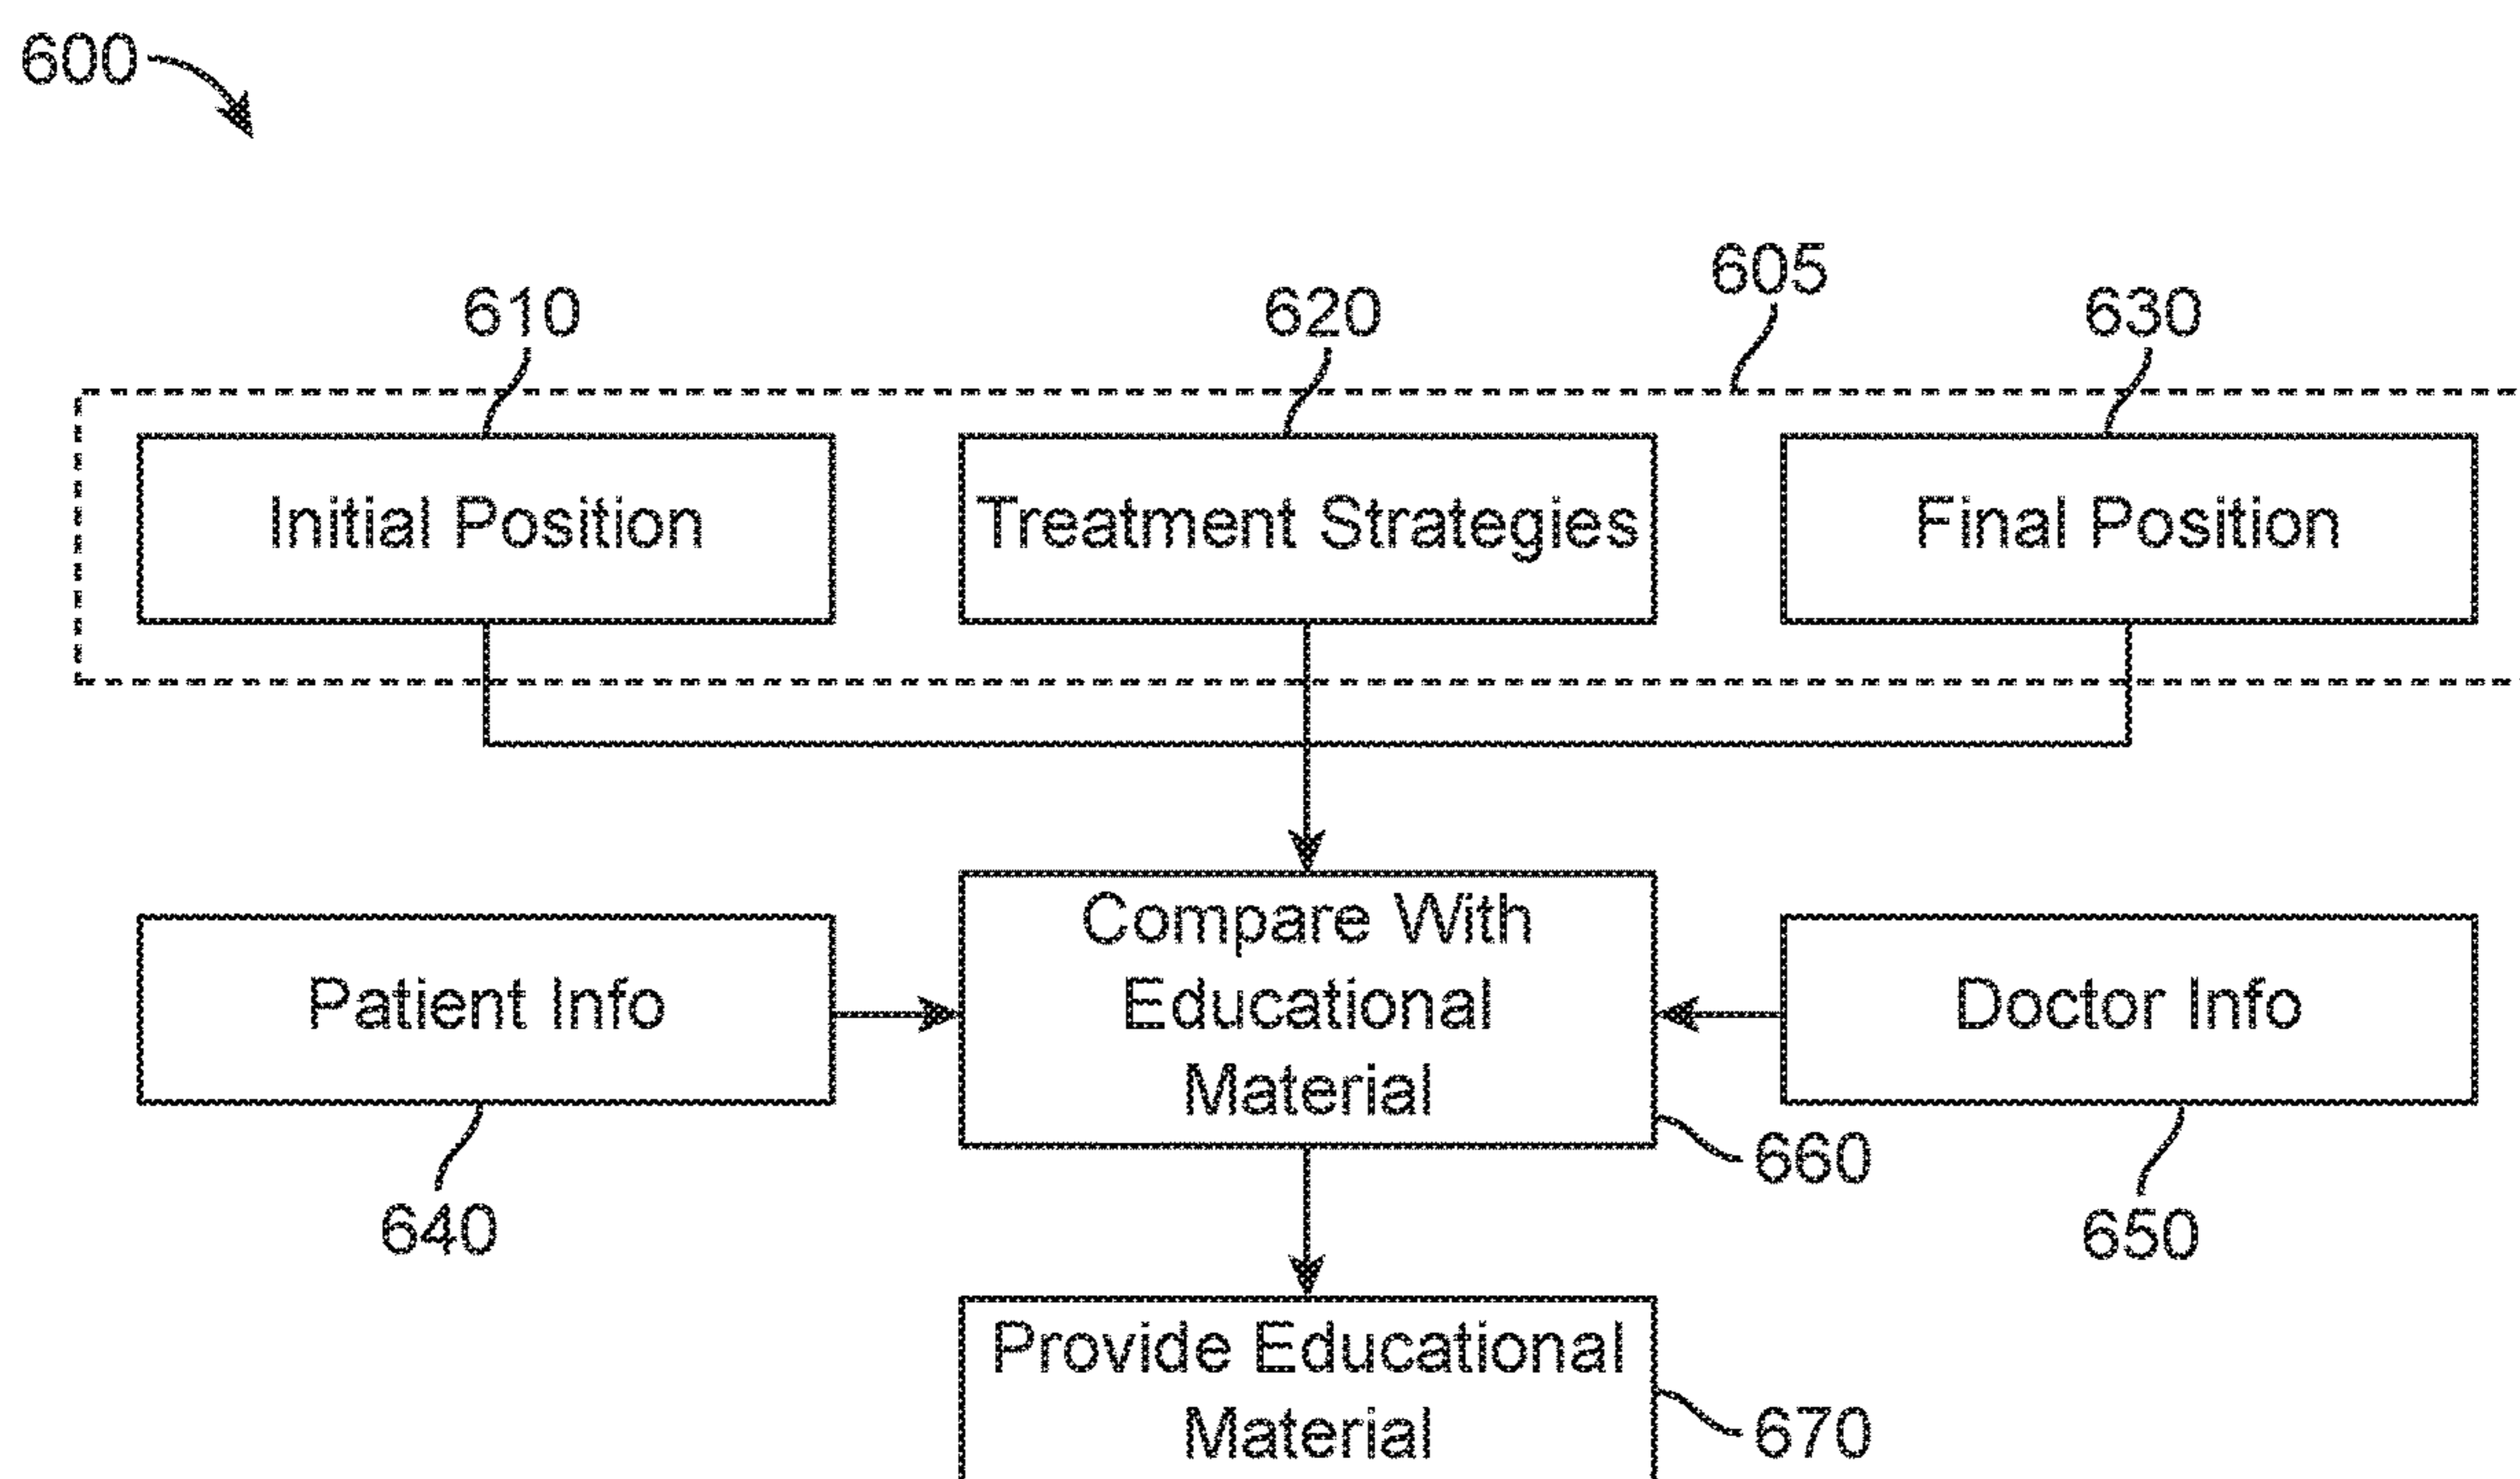 600
605
610
620
630
Initial Position
Treatment Strategies
Final Position
Compare With
Educational
Material
Patient Info
Doctor Info
660
640
650
Provide Educational
Material
670